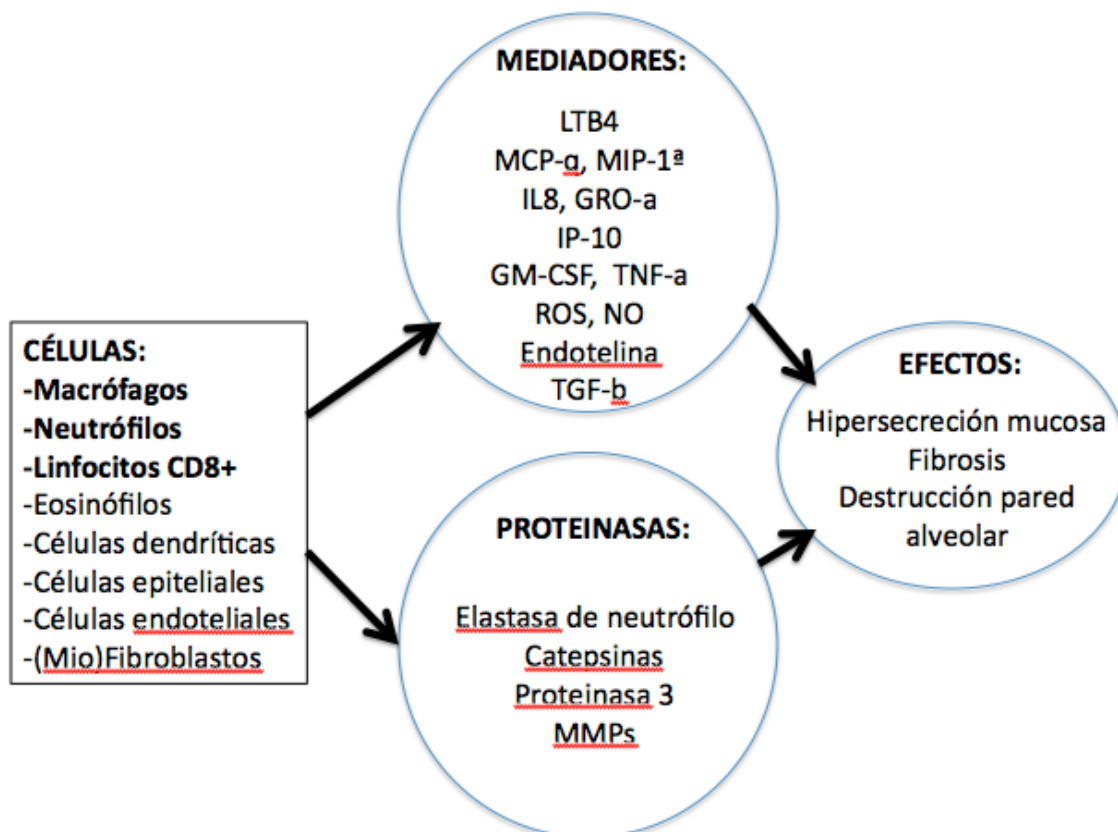 CÉLULAS:
-Macrófagos
-Neutrófilos
-Linfocitos CD8+
-Eosinófilos
-Células dendríticas
-Células epiteliales
-Células endoteliales
-(Mio)Fibroblastos
MEDIADORES:
LTB4
MCP-α, MIP-1ª
IL8, GRO-a
IP-10
GM-CSF, TNF-a
ROS, NO
Endotelina
TGF-b
PROTEINASAS:
Elastasa de neutrófilo
Catepsinas
Proteinasa 3
MMPs
EFECTOS:
Hipersecreción mucosa
Fibrosis
Destrucción pared
alveolar